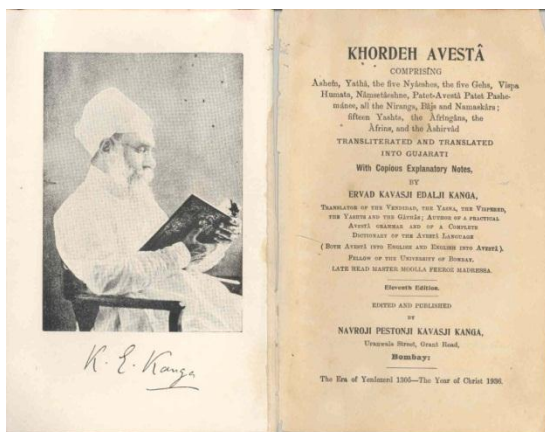 K. E. Kanga
KHORDEH AVESTÂ
COMPRISING
Ashem, Yathâ, the five Nyâeshes, the five Gehs, Vispa
Humata, Nâmsetâeshne, Patet-Avestâ Patet Pashe-
mânee, all the Nirangs, Bâjs and Namaskârs;
fifteen Yashts, the Âfringâns, the
Âfrins, and the Âshirvâd
TRANSLITERATED AND TRANSLATED
INTO GUJARATI
With Copious Explanatory Notes,
BY
ERVAD KAVASJI EDALJI KANGA,
TRANSLATOR OF THE VENDIDAD, THE YASNA, THE VISPERED,
THE YASHTS AND THE GÂTHÂS; AUTHOR OF A PRACTICAL
AVESTÂ GRAMMAR AND OF A COMPLETE
DICTIONARY OF THE AVESTÂ LANGUAGE
(BOTH AVESTÂ INTO ENGLISH AND ENGLISH INTO AVESTÂ).
FELLOW OF THE UNIVERSITY OF BOMBAY.
LATE HEAD MASTER MOOLLA FEEROZ MADRESSA.
Eleventh Edition.
EDITED AND PUBLISHED
BY
NAVROJI PESTONJI KAVASJI KANGA,
Uranwala Street, Grant Road,
Bombay:
The Era of Yezdezard 1305—The Year of Christ 1936.